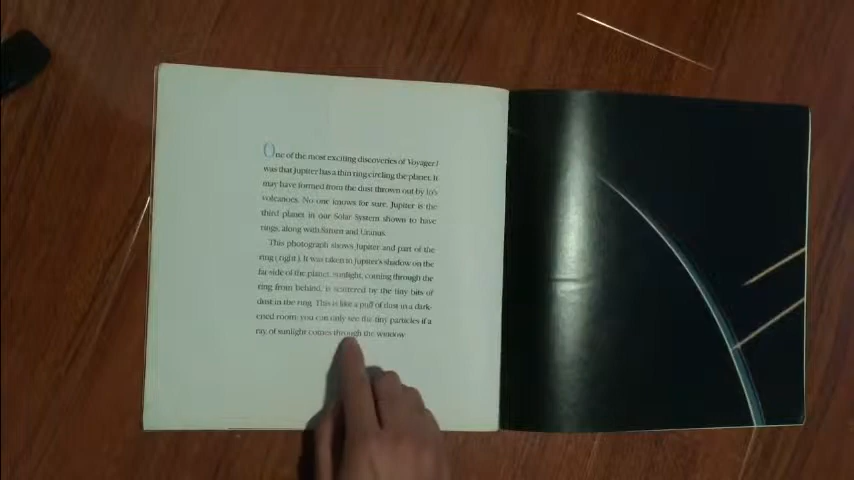 One of the most exciting discoveries of Voyager 1
was that Jupiter has a thin ring circling the planet. It
may have formed from the dust thrown out by Io's
volcanoes. No one knows for sure. Jupiter is the
third planet in our Solar System shown to have
rings, along with Saturn and Uranus.
This photograph shows Jupiter and part of the
ring (right). It was taken in Jupiter's shadow on the
far side of the planet. sunlight, coming through the
ring from behind, is scattered by the tiny bits of
dust in the ring. This is like a puff of dust in a dark-
ened room: you can only see the tiny particles if a
ray of sunlight comes through the window.